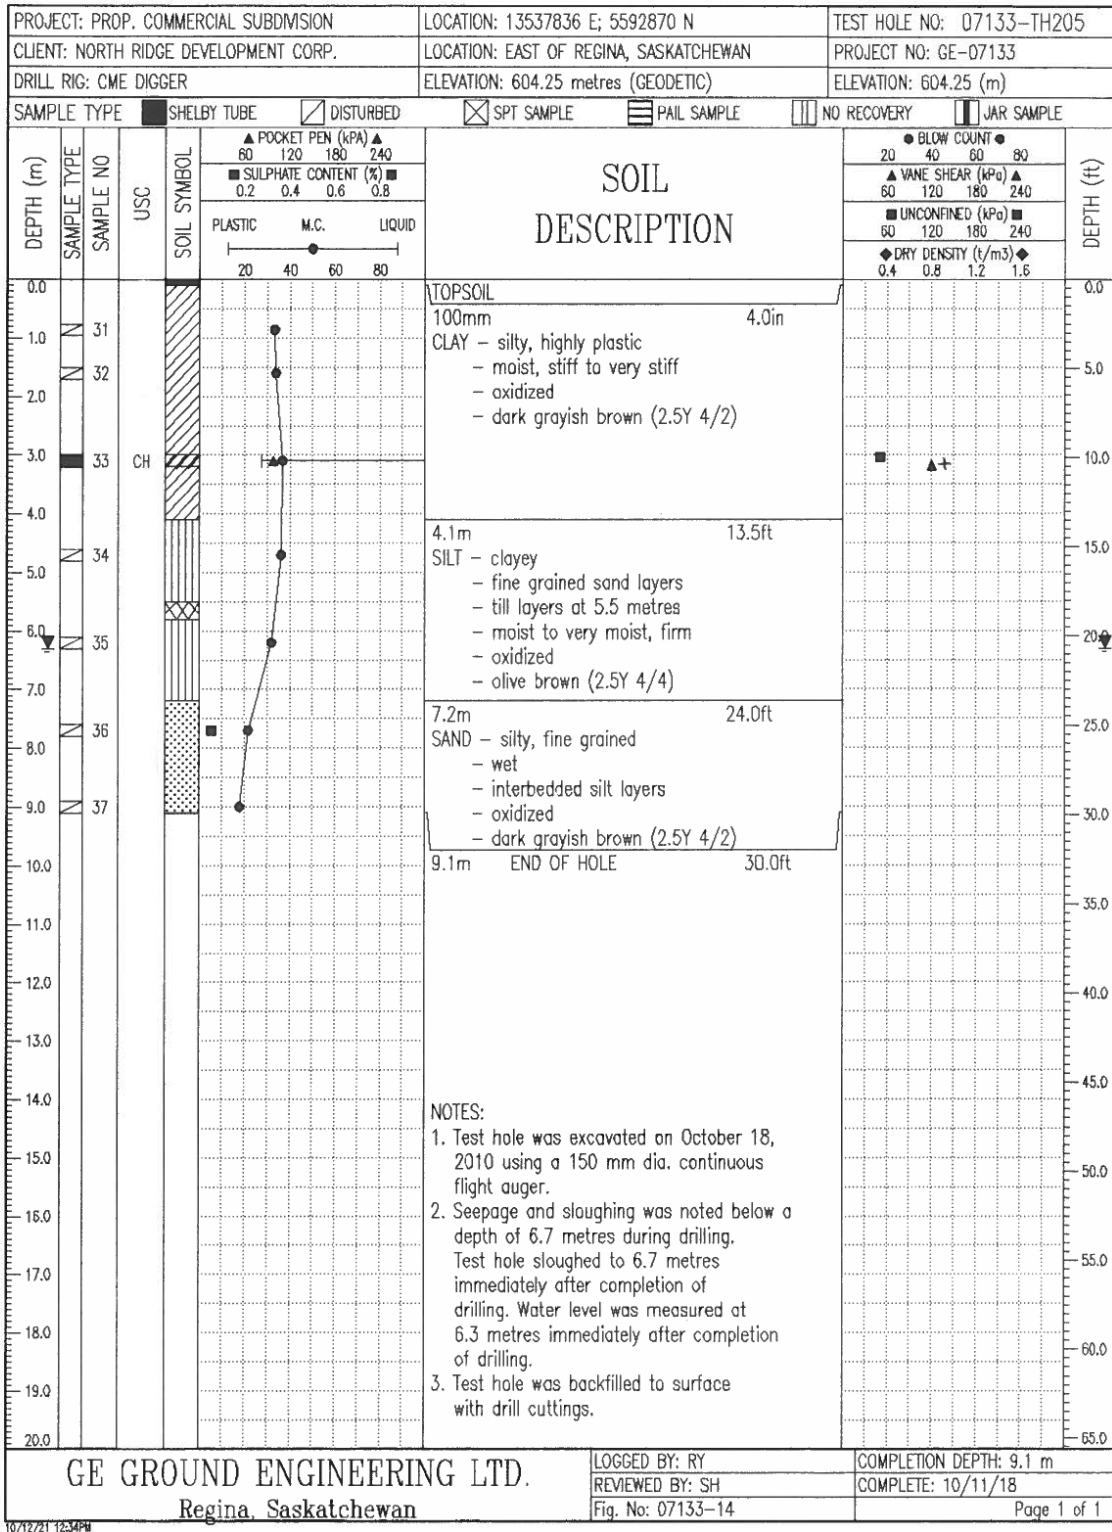 PROJECT: PROP. COMMERCIAL SUBDIVISION
LOCATION: 13537836 E; 5592870 N
TEST HOLE NO: 07133-TH205
CLIENT: NORTH RIDGE DEVELOPMENT CORP.
LOCATION: EAST OF REGINA, SASKATCHEWAN
PROJECT NO: GE-07133
DRILL RIG: CME DIGGER
ELEVATION: 604.25 metres (GEODETIC)
ELEVATION: 604.25 (m)
SAMPLE TYPE SHELBY TUBE DISTURBED SPT SAMPLE PAIL SAMPLE NO RECOVERY JAR SAMPLE
DEPTH (m)
SAMPLE TYPE
SAMPLE NO
USC
SOIL SYMBOL
▲ POCKET PEN (kPA) ▲
60 120 180 240
■ SULPHATE CONTENT (%) ■
0.2 0.4 0.6 0.8
PLASTIC M.C. LIQUID
20 40 60 80
SOIL
DESCRIPTION
● BLOW COUNT ●
20 40 60 80
▲ VANE SHEAR (kPa) ▲
60 120 180 240
■ UNCONFINED (kPa) ■
60 120 180 240
◆ DRY DENSITY (t/m3) ◆
0.4 0.8 1.2 1.6
DEPTH (ft)
0.0
1.0
2.0
3.0
4.0
5.0
6.0
7.0
8.0
9.0
10.0
11.0
12.0
13.0
14.0
15.0
16.0
17.0
18.0
19.0
20.0
31
32
33
34
35
36
37
CH
TOPSOIL
100mm 4.0in
CLAY - silty, highly plastic
- moist, stiff to very stiff
- oxidized
- dark grayish brown (2.5Y 4/2)
4.1m 13.5ft
SILT - clayey
- fine grained sand layers
- till layers at 5.5 metres
- moist to very moist, firm
- oxidized
- olive brown (2.5Y 4/4)
7.2m 24.0ft
SAND - silty, fine grained
- wet
- interbedded silt layers
- oxidized
- dark grayish brown (2.5Y 4/2)
9.1m END OF HOLE 30.0ft
NOTES:
1. Test hole was excavated on October 18,
2010 using a 150 mm dia. continuous
flight auger.
2. Seepage and sloughing was noted below a
depth of 6.7 metres during drilling.
Test hole sloughed to 6.7 metres
immediately after completion of
drilling. Water level was measured at
6.3 metres immediately after completion
of drilling.
3. Test hole was backfilled to surface
with drill cuttings.
0.0
5.0
10.0
15.0
20.0
25.0
30.0
35.0
40.0
45.0
50.0
55.0
60.0
65.0
GE GROUND ENGINEERING LTD.
Regina, Saskatchewan
LOGGED BY: RY
COMPLETION DEPTH: 9.1 m
REVIEWED BY: SH
COMPLETE: 10/11/18
Fig. No: 07133-14
Page 1 of 1
10/12/21 12:34PM